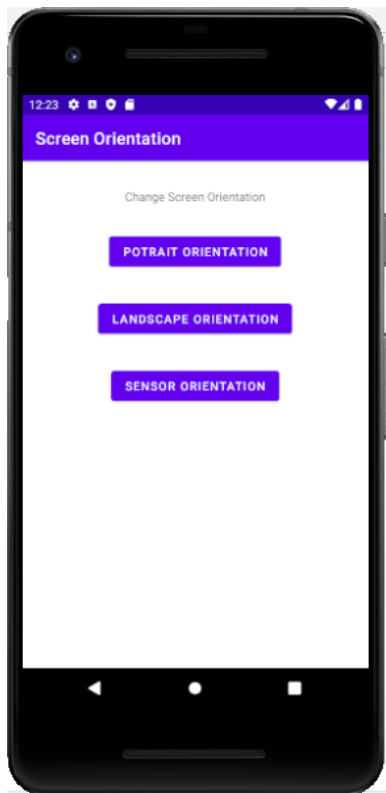 12:23
Screen Orientation
Change Screen Orientation
POTRAIT ORIENTATION
LANDSCAPE ORIENTATION
SENSOR ORIENTATION